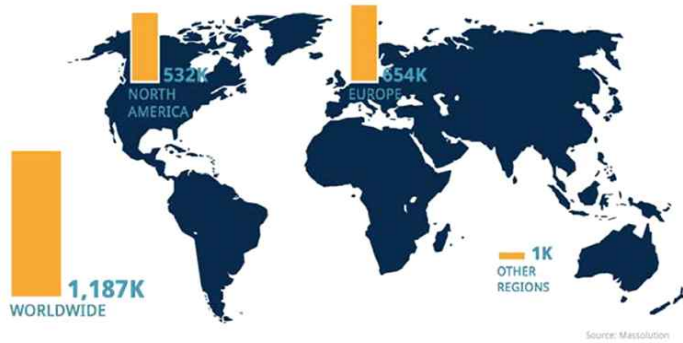 532K
NORTH
AMERICA
654K
EUROPE
1,187K
WORLDWIDE
1K
OTHER
REGIONS
Source: Massolution